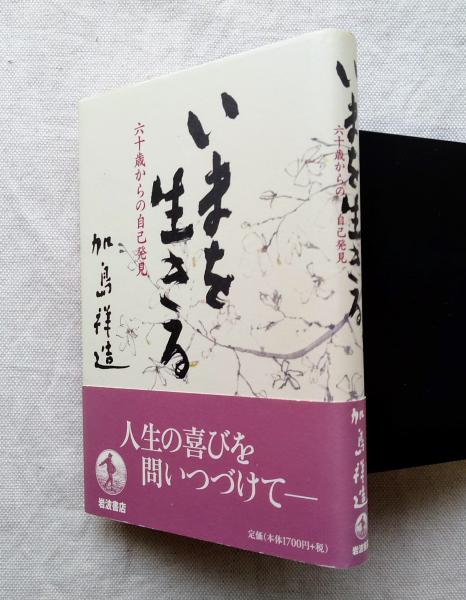 いまを
生きる
六十歳からの自己発見
加島祥造
人生の喜びを
問いつづけて―
岩波書店
定価(本体1700円+税)
いまを生きる
六十歳からの自己発見
加島祥造